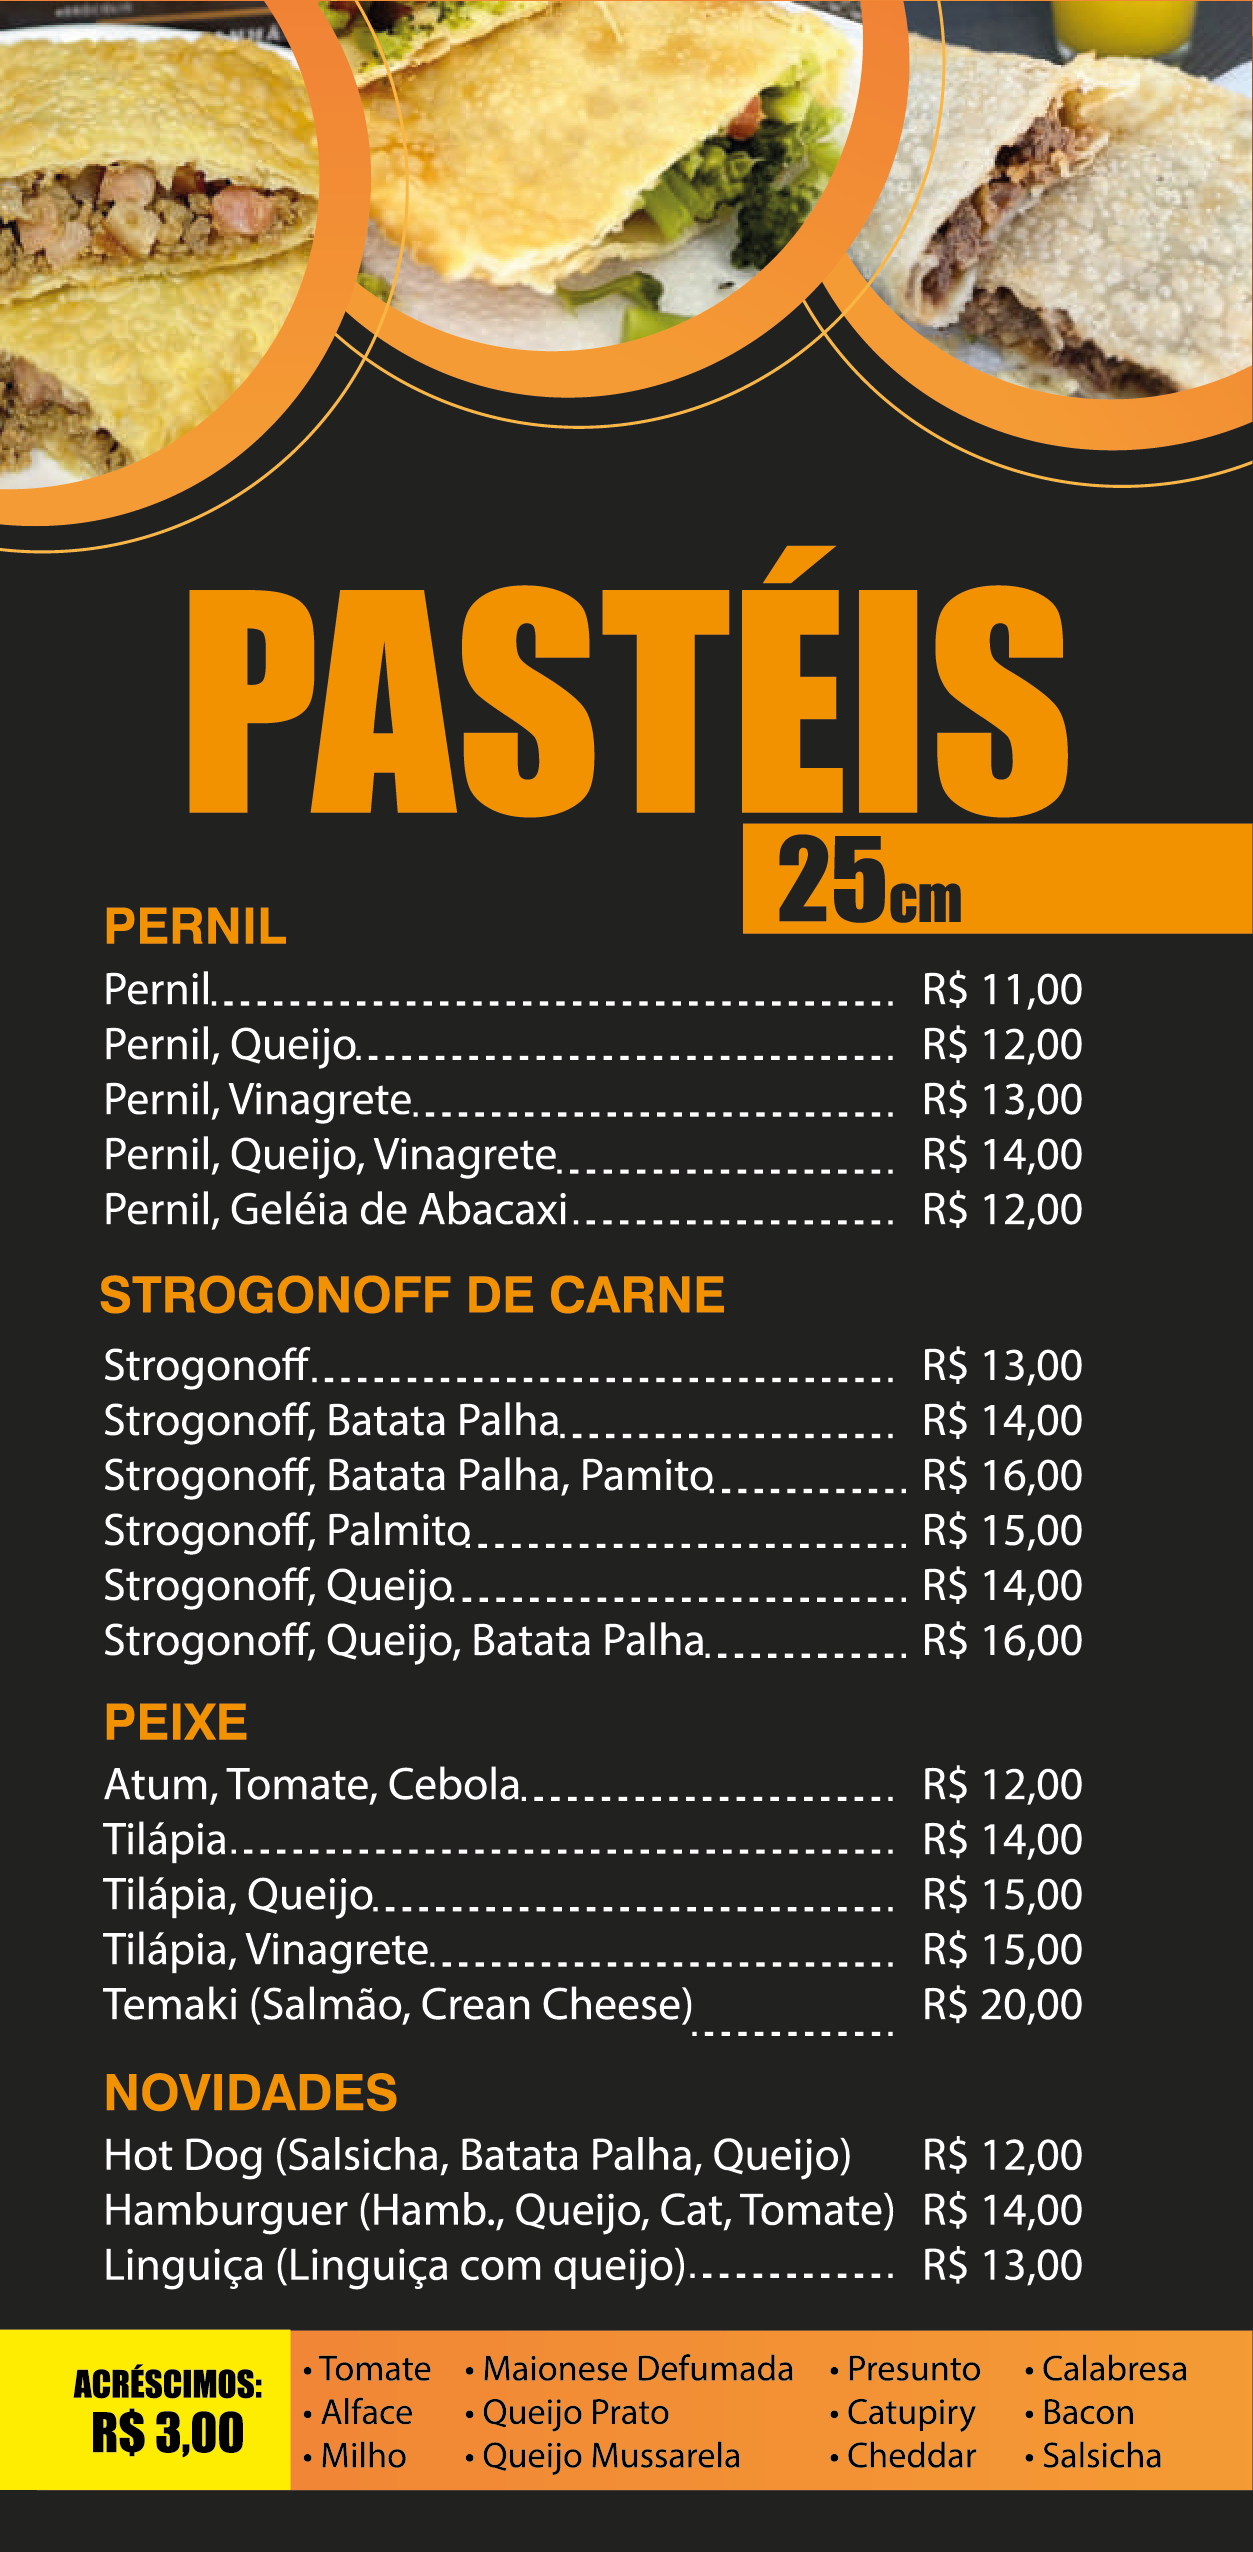 PASTÉIS
25cm
PERNIL
Pernil R$ 11,00
Pernil, Queijo R$ 12,00
Pernil, Vinagrete R$ 13,00
Pernil, Queijo, Vinagrete R$ 14,00
Pernil, Geléia de Abacaxi R$ 12,00
STROGONOFF DE CARNE
Strogonoff R$ 13,00
Strogonoff, Batata Palha R$ 14,00
Strogonoff, Batata Palha, Pamito R$ 16,00
Strogonoff, Palmito R$ 15,00
Strogonoff, Queijo R$ 14,00
Strogonoff, Queijo, Batata Palha R$ 16,00
PEIXE
Atum, Tomate, Cebola R$ 12,00
Tilápia R$ 14,00
Tilápia, Queijo R$ 15,00
Tilápia, Vinagrete R$ 15,00
Temaki (Salmão, Crean Cheese) R$ 20,00
NOVIDADES
Hot Dog (Salsicha, Batata Palha, Queijo) R$ 12,00
Hamburguer (Hamb., Queijo, Cat, Tomate) R$ 14,00
Linguiça (Linguiça com queijo) R$ 13,00
ACRÉSCIMOS:
R$ 3,00
• Tomate • Maionese Defumada • Presunto • Calabresa
• Alface • Queijo Prato • Catupiry • Bacon
• Milho • Queijo Mussarela • Cheddar • Salsicha